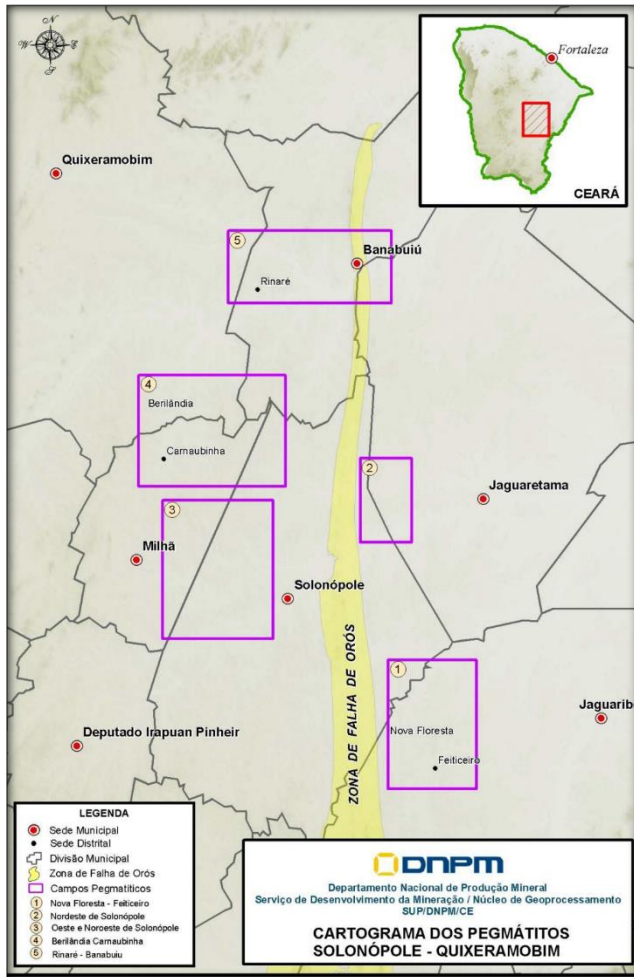 N
W
E
S
Fortaleza
CEARÁ
Quixeramobim
5
Banabuiú
Rinaré
4
Berilândia
Carnaubinha
2
Jaguaretama
3
Milhã
Solonópole
ZONA DE FALHA DE ORÓS
1
Nova Floresta
Jaguaribe
Deputado Irapuan Pinheir
Feiticeiro
LEGENDA
Sede Municipal
Sede Distrital
Divisão Municipal
Zona de Falha de Orós
Campos Pegmatíticos
1 Nova Floresta - Feiticeiro
2 Nordeste de Solonópole
3 Oeste e Noroeste de Solonópole
4 Berilândia Carnaubinha
5 Rinaré - Banabuiu
DNPM
Departamento Nacional de Produção Mineral
Serviço de Desenvolvimento da Mineração / Núcleo de Geoprocessamento
SUP/DNPM/CE
CARTOGRAMA DOS PEGMÁTITOS
SOLONÓPOLE - QUIXERAMOBIM